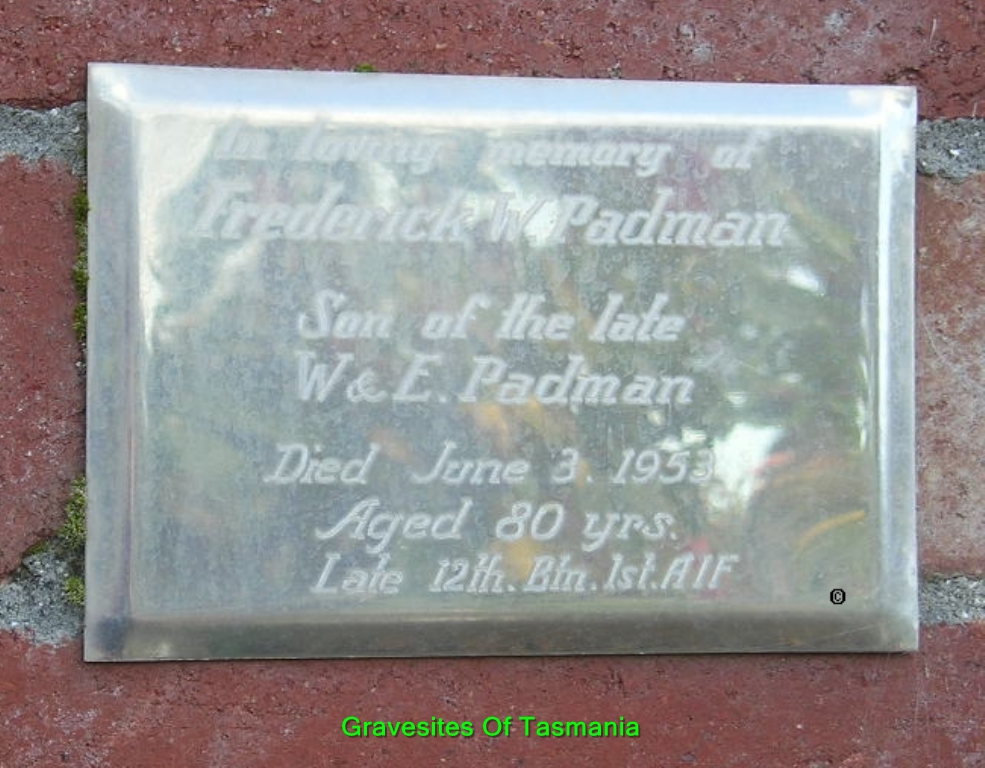 In loving memory of
Frederick W. Padman
Son of the late
W & E. Padman
Died June 3. 1953
Aged 80 yrs.
Late 12th. Btn. 1st. AIF
©
Gravesites Of Tasmania